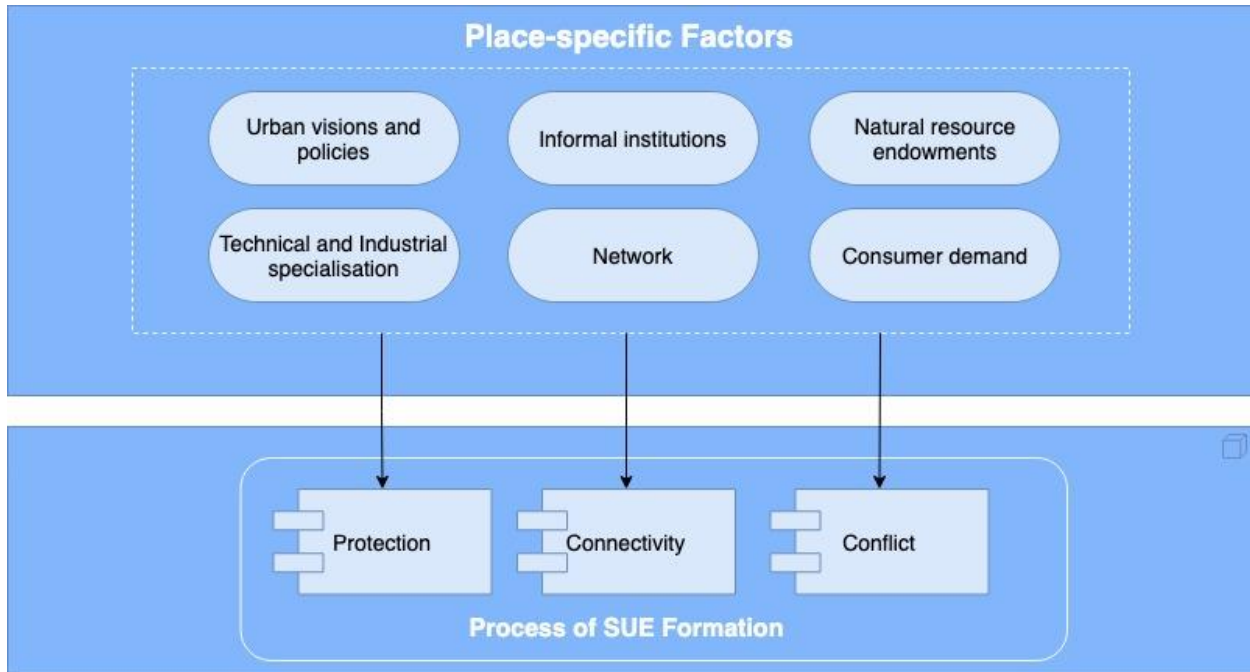 Place-specific Factors
Urban visions and
policies
Informal institutions
Natural resource
endowments
Technical and Industrial
specialisation
Network
Consumer demand
Protection
Connectivity
Conflict
Process of SUE Formation